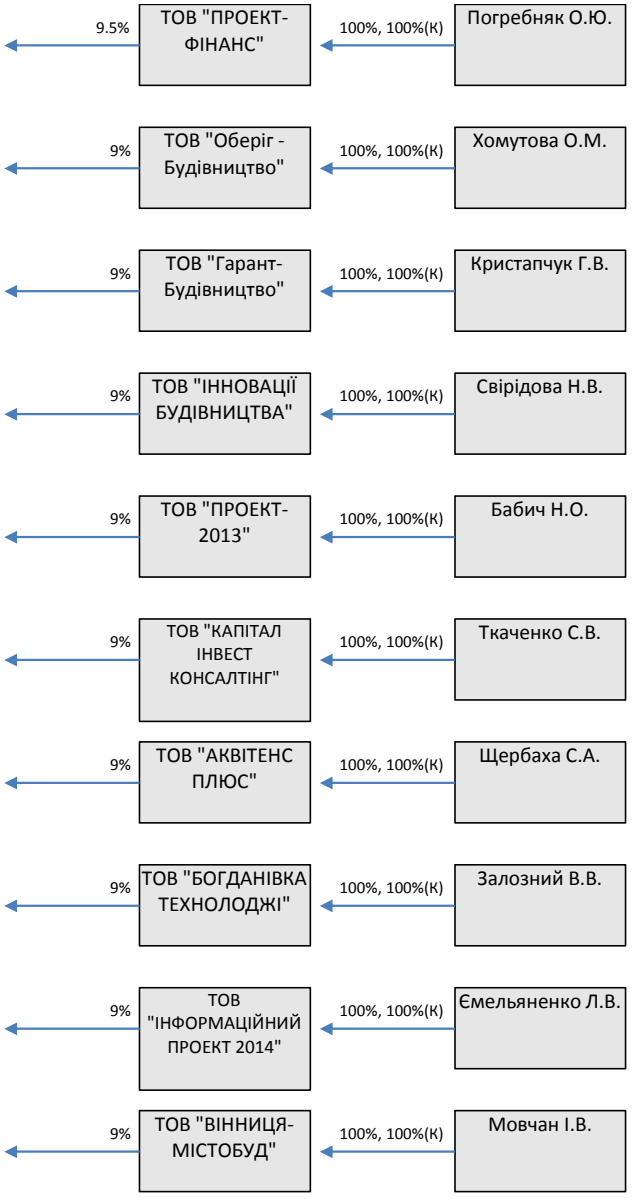 9.5%
ТОВ "ПРОЕКТ-
ФІНАНС"
100%, 100%(К)
Погребняк О.Ю.
9%
ТОВ "Оберіг -
Будівництво"
100%, 100%(К)
Хомутова О.М.
9%
ТОВ "Гарант-
Будівництво"
100%, 100%(К)
Кристапчук Г.В.
9%
ТОВ "ІННОВАЦІЇ
БУДІВНИЦТВА"
100%, 100%(К)
Свірідова Н.В.
9%
ТОВ "ПРОЕКТ-
2013"
100%, 100%(К)
Бабич Н.О.
9%
ТОВ "КАПІТАЛ
ІНВЕСТ
КОНСАЛТІНГ"
100%, 100%(К)
Ткаченко С.В.
9%
ТОВ "АКВІТЕНС
ПЛЮС"
100%, 100%(К)
Щербаха С.А.
9%
ТОВ "БОГДАНІВКА
ТЕХНОЛОДЖІ"
100%, 100%(К)
Залозний В.В.
9%
ТОВ
"ІНФОРМАЦІЙНИЙ
ПРОЕКТ 2014"
100%, 100%(К)
Ємельяненко Л.В.
9%
ТОВ "ВІННИЦЯ-
МІСТОБУД"
100%, 100%(К)
Мовчан І.В.